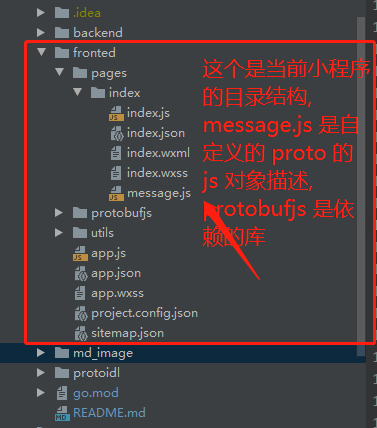 .idea
backend
fronted
pages
index
index.js
index.json
index.wxml
index.wxss
message.js
protobufjs
utils
app.js
app.json
app.wxss
project.config.json
sitemap.json
md_image
protoidl
go.mod
README.md
这个是当前小程序
的目录结构,
message.js 是自
定义的 proto 的
js 对象描述,
protobufjs 是依
赖的库